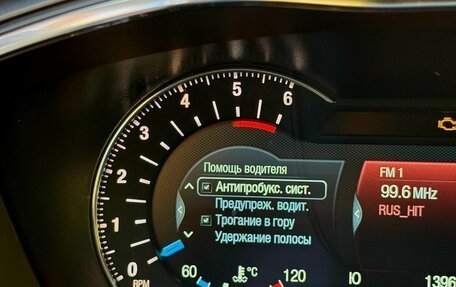 6
5
4
3
2
1
0
RPM
Помощь водителя
Антипробукс. сист.
Предупреж. водит.
Трогание в гору
Удержание полосы
FM 1
99.6 MHz
RUS_HIT
60 °C 120
Ю
1396